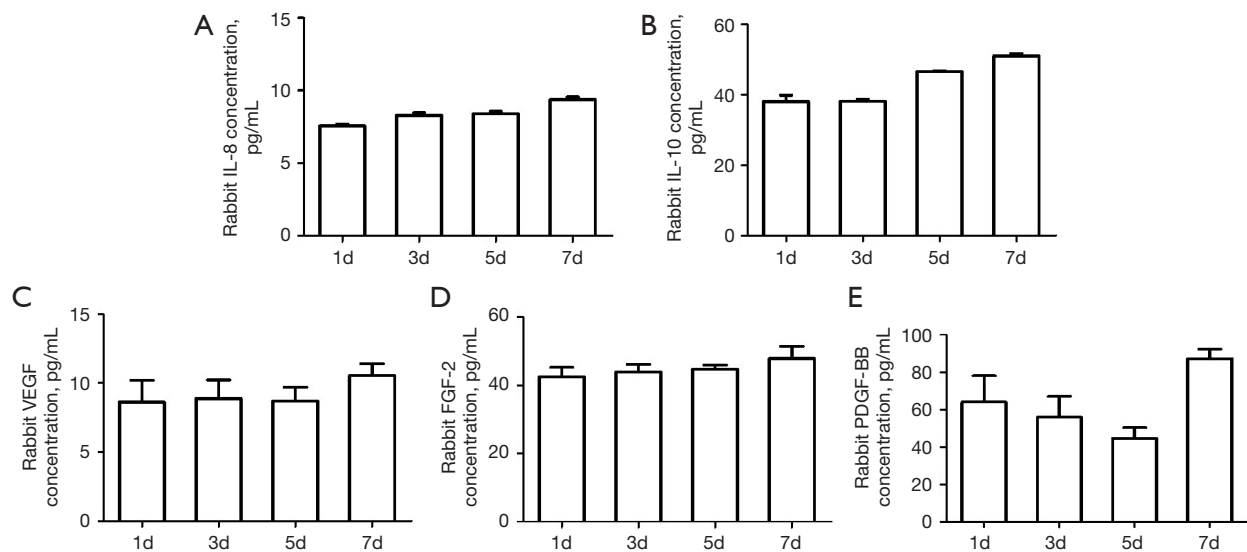 A
Rabbit IL-8 concentration,
pg/mL
15
10
5
0
1d 3d 5d 7d
B
Rabbit IL-10 concentration,
pg/mL
60
40
20
0
1d 3d 5d 7d
C
Rabbit VEGF
concentration, pg/mL
15
10
5
0
1d 3d 5d 7d
D
Rabbit FGF-2
concentration, pg/mL
60
40
20
0
1d 3d 5d 7d
E
Rabbit PDGF-BB
concentration, pg/mL
100
80
60
40
20
0
1d 3d 5d 7d